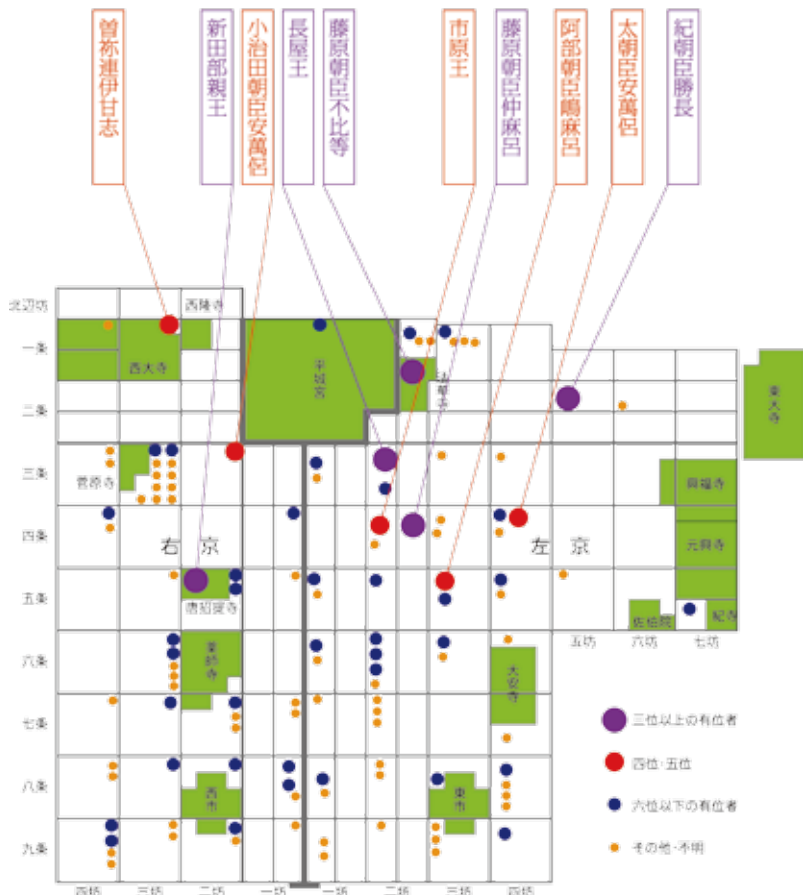 曽祢連伊甘志
新田部親王
小治田朝臣安萬侶
長屋王
藤原朝臣不比等
市原王
藤原朝臣仲麻呂
阿部朝臣嶋麻呂
太朝臣安萬侶
紀朝臣勝長
北辺坊
西隆寺
一条
西大寺
平城宮
法華寺
東大寺
二条
三条
菅原寺
興福寺
四条
右京
左京
元興寺
五条
唐招提寺
佐伯院
紀寺
五坊
六坊
七坊
六条
薬師寺
大安寺
七条
三位以上の有位者
四位・五位
八条
西市
東市
六位以下の有位者
九条
その他・不明
四坊
三坊
二坊
一坊
一坊
二坊
三坊
四坊